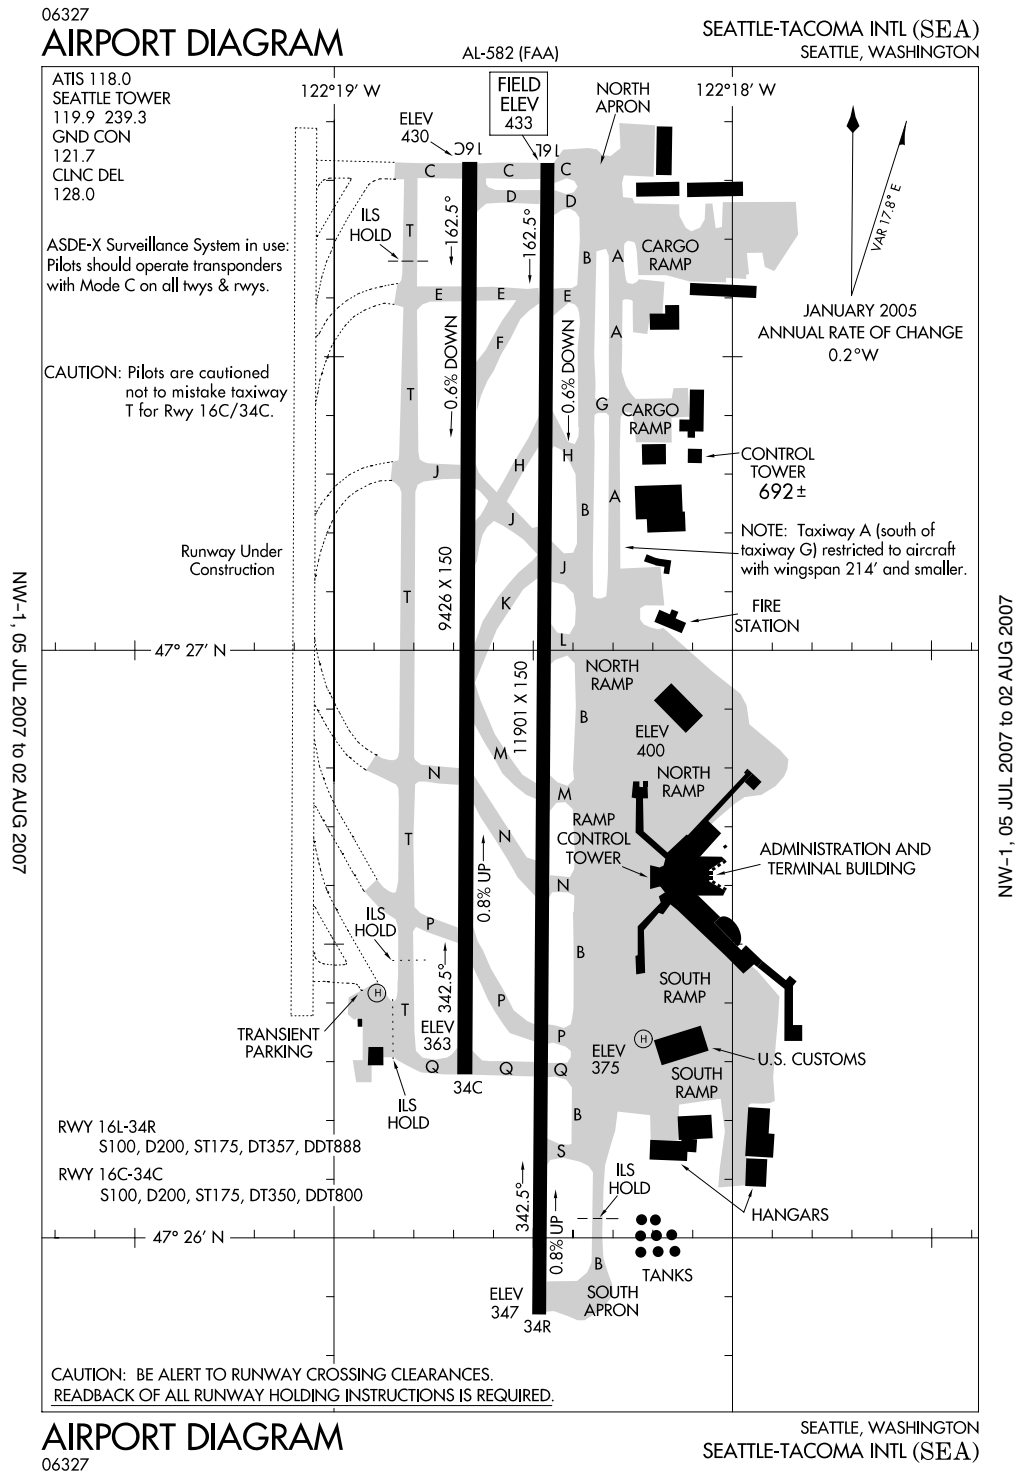 06327
AIRPORT DIAGRAM
AL-582 (FAA)
SEATTLE-TACOMA INTL (SEA)
SEATTLE, WASHINGTON
ATIS 118.0
SEATTLE TOWER
119.9 239.3
GND CON
121.7
CLNC DEL
128.0
122°19' W
122°18' W
FIELD
ELEV
433
ELEV
430
NORTH
APRON
16C
16L
VAR 17.8° E
JANUARY 2005
ANNUAL RATE OF CHANGE
0.2°W
C
C
C
D
D
ILS
HOLD
T
162.5°
162.5°
B
A
CARGO
RAMP
ASDE-X Surveillance System in use:
Pilots should operate transponders
with Mode C on all twys & rwys.
E
E
E
F
A
0.6% DOWN
0.6% DOWN
CAUTION: Pilots are cautioned
not to mistake taxiway
T for Rwy 16C/34C.
T
G
CARGO
RAMP
CONTROL
TOWER
692±
J
H
H
A
B
J
NOTE: Taxiway A (south of
taxiway G) restricted to aircraft
with wingspan 214' and smaller.
Runway Under
Construction
J
T
K
9426 X 150
FIRE
STATION
L
47° 27' N
NORTH
RAMP
11901 X 150
B
ELEV
400
M
N
NORTH
RAMP
M
RAMP
CONTROL
TOWER
T
N
0.8% UP
ADMINISTRATION AND
TERMINAL BUILDING
N
ILS
HOLD
P
B
342.5°
SOUTH
RAMP
H
T
P
TRANSIENT
PARKING
ELEV
363
P
ELEV
375
H
U.S. CUSTOMS
SOUTH
RAMP
Q
Q
Q
34C
ILS
HOLD
B
RWY 16L-34R
S100, D200, ST175, DT357, DDT888
RWY 16C-34C
S100, D200, ST175, DT350, DDT800
S
ILS
HOLD
342.5°
0.8% UP
HANGARS
47° 26' N
B
TANKS
ELEV
347
SOUTH
APRON
34R
CAUTION: BE ALERT TO RUNWAY CROSSING CLEARANCES.
READBACK OF ALL RUNWAY HOLDING INSTRUCTIONS IS REQUIRED.
NW-1, 05 JUL 2007 to 02 AUG 2007
NW-1, 05 JUL 2007 to 02 AUG 2007
AIRPORT DIAGRAM
06327
SEATTLE, WASHINGTON
SEATTLE-TACOMA INTL (SEA)